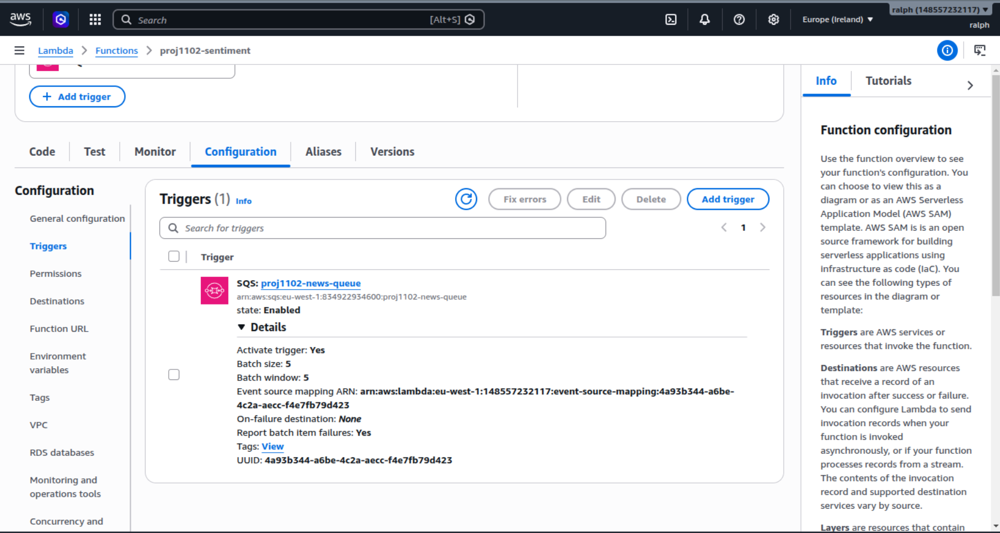 aws
Search [Alt+S]
Europe (Ireland) ▼
ralph (148557232117) ▼
ralph
Lambda > Functions > proj1102-sentiment
+ Add trigger
Code Test Monitor Configuration Aliases Versions
Configuration
General configuration
Triggers
Permissions
Destinations
Function URL
Environment
variables
Tags
VPC
RDS databases
Monitoring and
operations tools
Concurrency and
Triggers (1) Info
Fix errors Edit Delete Add trigger
Search for triggers
1
Trigger
SQS: proj1102-news-queue
arn:aws:sqs:eu-west-1:834922934600:proj1102-news-queue
state: Enabled
▼ Details
Activate trigger: Yes
Batch size: 5
Batch window: 5
Event source mapping ARN: arn:aws:lambda:eu-west-1:148557232117:event-source-mapping:4a93b344-a6be-
4c2a-aecc-f4e7fb79d423
On-failure destination: None
Report batch item failures: Yes
Tags: View
UUID: 4a93b344-a6be-4c2a-aecc-f4e7fb79d423
Info Tutorials
Function configuration
Use the function overview to see
your function's configuration. You
can choose to view this as a
diagram or as an AWS Serverless
Application Model (AWS SAM)
template. AWS SAM is is an open
source framework for building
serverless applications using
infrastructure as code (IaC). You
can see the following types of
resources in the diagram or
template:
Triggers are AWS services or
resources that invoke the function.
Destinations are AWS resources
that receive a record of an
invocation after success or failure.
You can configure Lambda to send
invocation records when your
function is invoked
asynchronously, or if your function
processes records from a stream.
The contents of the invocation
record and supported destination
services vary by source.
Layers are resources that contain